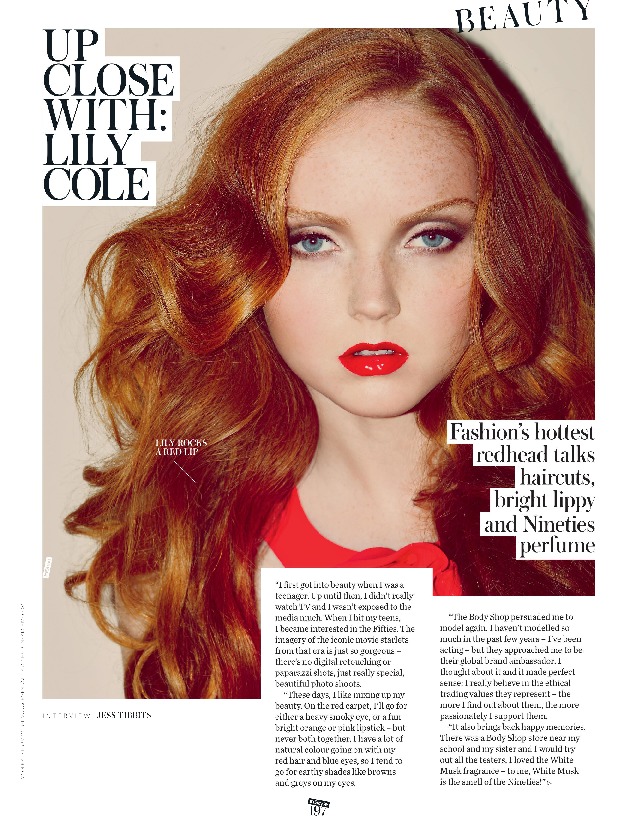 BEAUTY
UP
CLOSE
WITH:
LILY
COLE
LILY ROCKS
A RED LIP
Fashion's hottest
redhead talks
haircuts,
bright lippy
and Nineties
perfume
"I first got into beauty when I was a
teenager. Up until then, I didn't really
watch TV and I wasn't exposed to the
media much. When I hit my teens,
I became interested in the Fifties. The
imagery of the iconic movie starlets
from that era is just so gorgeous –
there's no digital retouching or
paparazzi shots, just really special,
beautiful photo shoots.
"These days, I like mixing up my
beauty. On the red carpet, I'll go for
either a heavy smoky eye, or a fun
bright orange or pink lipstick – but
never both together. I have a lot of
natural colour going on with my
red hair and blue eyes, so I tend to
go for earthy shades like browns
and greys on my eyes.
"The Body Shop persuaded me to
model again. I haven't modelled so
much in the past few years – I've been
acting – but they approached me to be
their global brand ambassador. I
thought about it and it made perfect
sense. I really believe in the ethical
trading values they represent – the
more I find out about them, the more
passionately I support them.
"It also brings back happy memories.
There was a Body Shop store near my
school and my sister and I would try
out all the testers. I loved the White
Musk fragrance – to me, White Musk
is the smell of the Nineties!"
INTERVIEW JESS TIBBITS
197